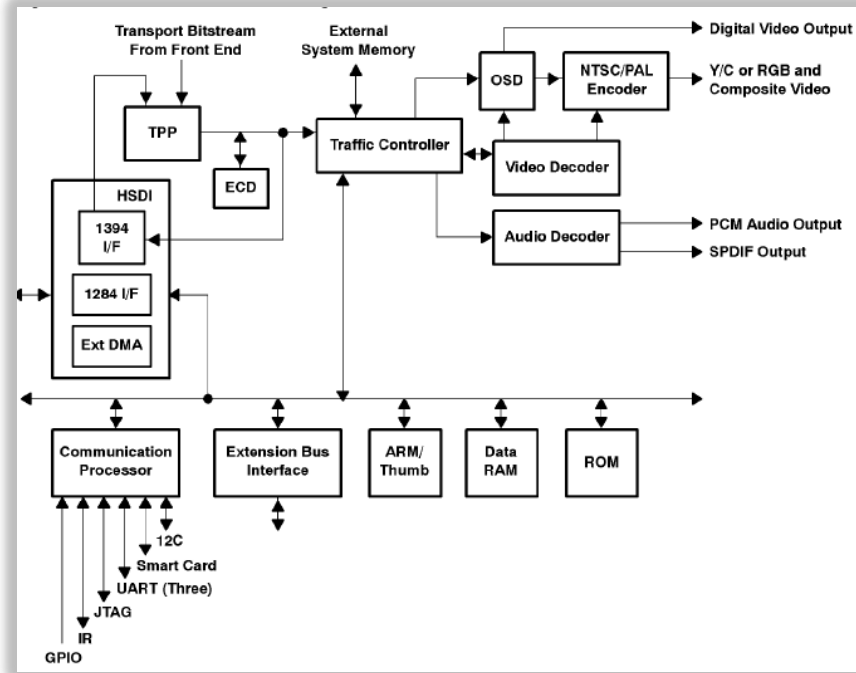 Transport Bitstream
From Front End
External
System Memory
Digital Video Output
OSD
NTSC/PAL
Encoder
Y/C or RGB and
Composite Video
TPP
Traffic Controller
ECD
Video Decoder
HSDI
1394
I/F
Audio Decoder
PCM Audio Output
SPDIF Output
1284 I/F
Ext DMA
Communication
Processor
Extension Bus
Interface
ARM/
Thumb
Data
RAM
ROM
12C
Smart Card
UART (Three)
JTAG
IR
GPIO